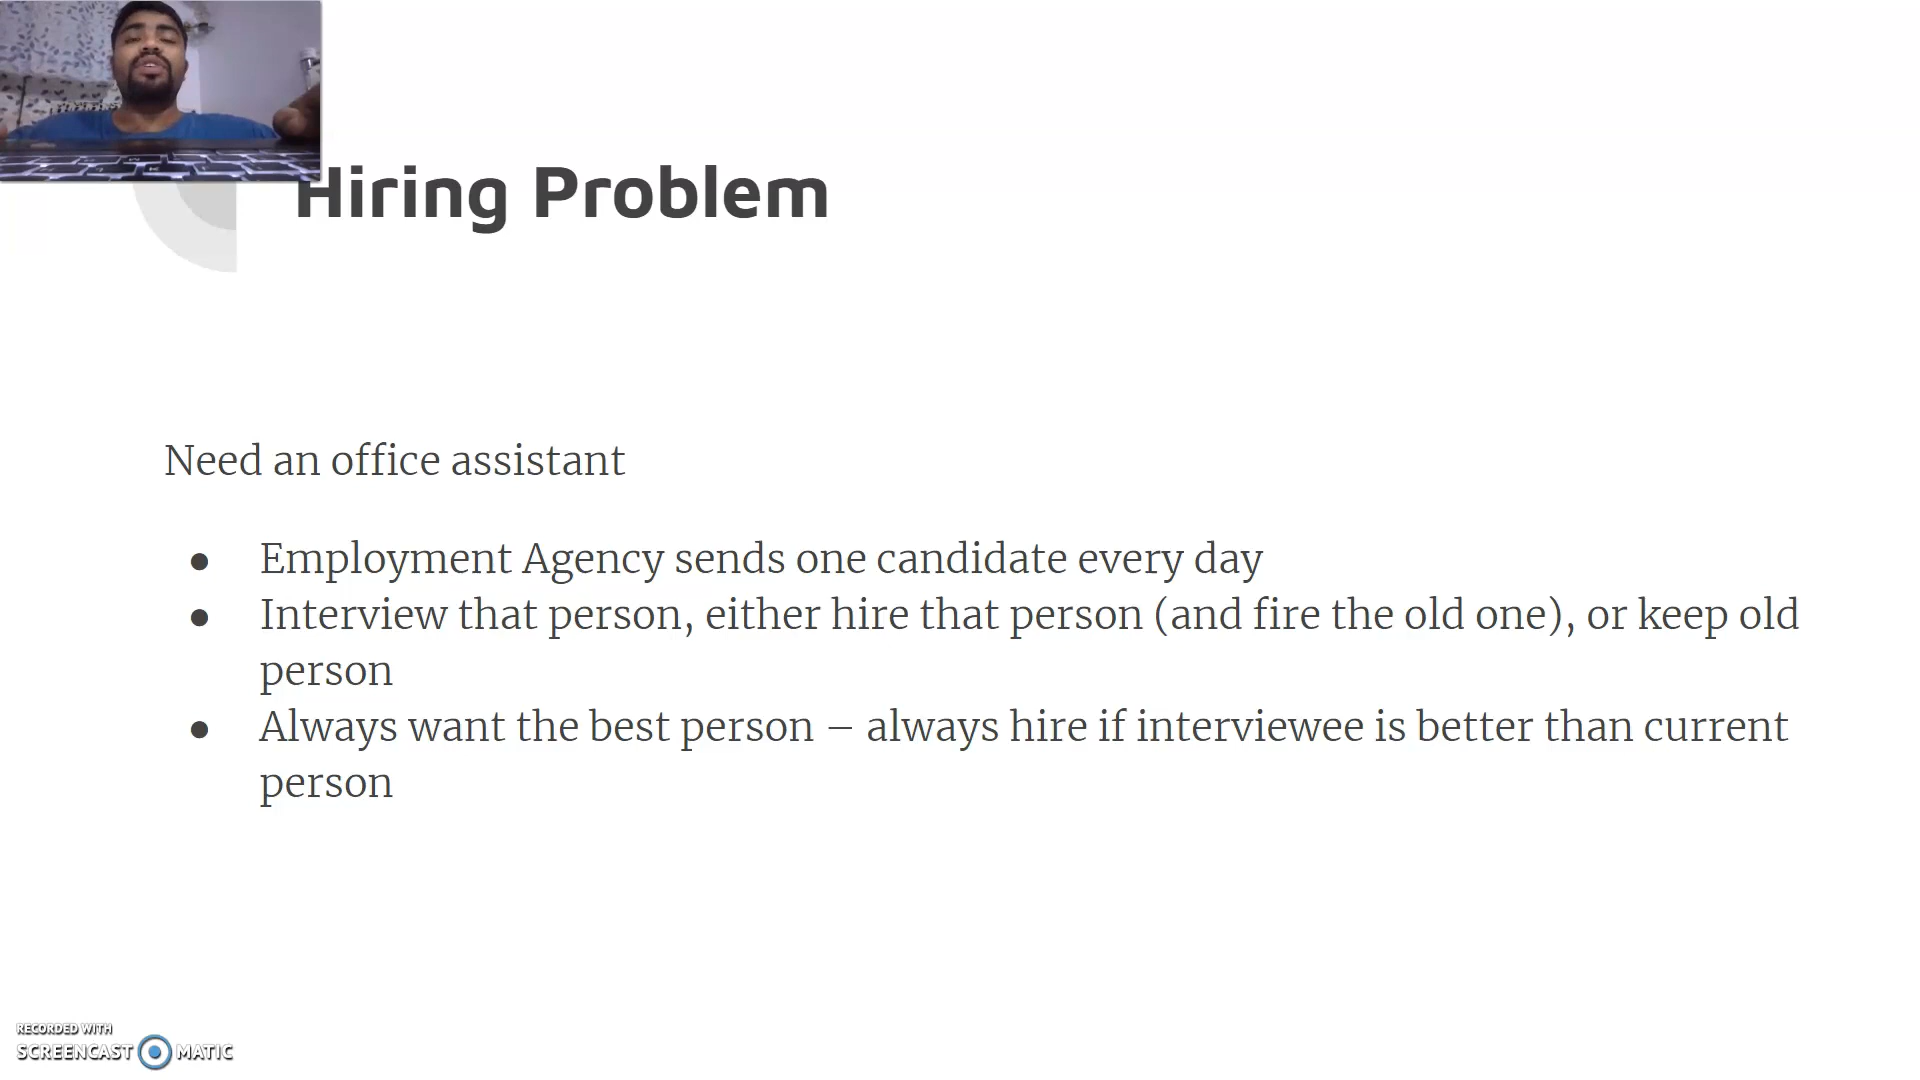 Hiring Problem
Need an office assistant
● Employment Agency sends one candidate every day
● Interview that person, either hire that person (and fire the old one), or keep old
person
● Always want the best person – always hire if interviewee is better than current
person
RECORDED WITH
SCREENCAST MATIC